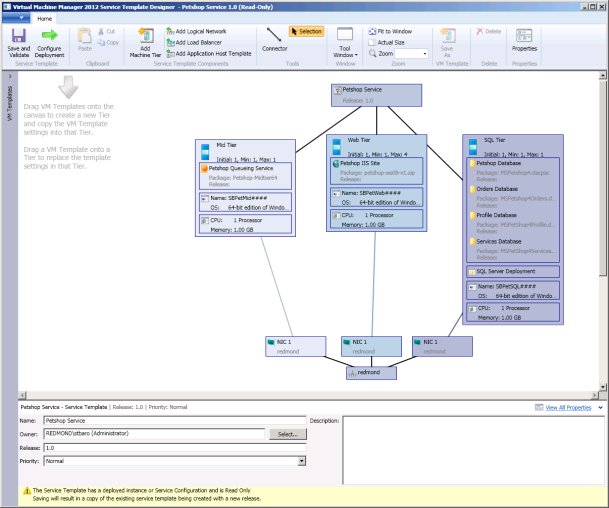 Virtual Machine Manager 2012 Service Template Designer - Petshop Service 1.0 (Read-Only)
Home
Save and Validate
Configure Deployment
Service Template
Paste
Cut
Copy
Clipboard
Add Machine Tier
Add Logical Network
Add Load Balancer
Add Application Host Template
Service Template Components
Connector
Selection
Tools
Tool Window
Window
Fit to Window
Actual Size
Zoom
Zoom
Save As
VM Template
Delete
Delete
Properties
Properties
VM Templates
Drag VM Templates onto the
canvas to create a new Tier
and copy the VM Template
settings into that Tier.
Drag a VM Template onto a
Tier to replace the template
settings in that Tier.
Petshop Service
Release: 1.0
Mid Tier
Initial: 1, Min: 1, Max: 1
Petshop Queueing Service
Package: Petshop-Midtier64
Release:
Name: SBPetMid####
OS: 64-bit edition of Windo...
CPU: 1 Processor
Memory: 1.00 GB
Web Tier
Initial: 1, Min: 1, Max: 4
Petshop IIS Site
Package: petshop-wa08-v1.zip
Release:
Name: SBPetWeb####
OS: 64-bit edition of Windo...
CPU: 1 Processor
Memory: 1.00 GB
SQL Tier
Initial: 1, Min: 1, Max: 1
Petshop Database
Package: MSPetshop4.dacpac
Release:
Orders Database
Package: MSPetShop4Orders.d...
Release:
Profile Database
Package: MSPetShop4Profile.d...
Release:
Services Database
Package: MSPetShop4Services...
Release:
SQL Server Deployment
Name: SBPetSQL####
OS: 64-bit edition of Windo...
CPU: 1 Processor
Memory: 1.00 GB
NIC 1
redmond
NIC 1
redmond
NIC 1
redmond
redmond
Petshop Service - Service Template | Release: 1.0 | Priority: Normal
View All Properties
Name: Petshop Service
Description:
Owner: REDMOND\stbaro (Administrator)
Select...
Release: 1.0
Priority: Normal
The Service Template has a deployed instance or Service Configuration and is Read Only
Saving will result in a copy of the existing service template being created with a new release.